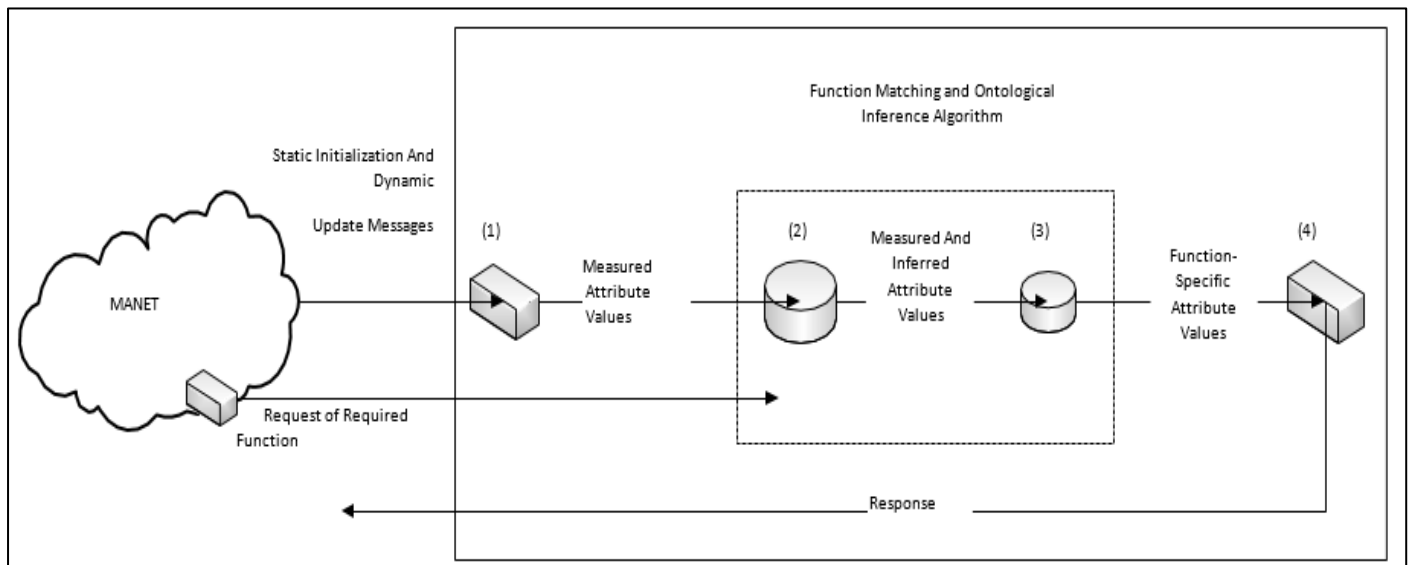 Function Matching and Ontological
Inference Algorithm
Static Initialization And
Dynamic
Update Messages
(1)
(2)
(3)
(4)
MANET
Measured
Attribute
Values
Measured And
Inferred
Attribute
Values
Function-
Specific
Attribute
Values
Request of Required
Function
Response